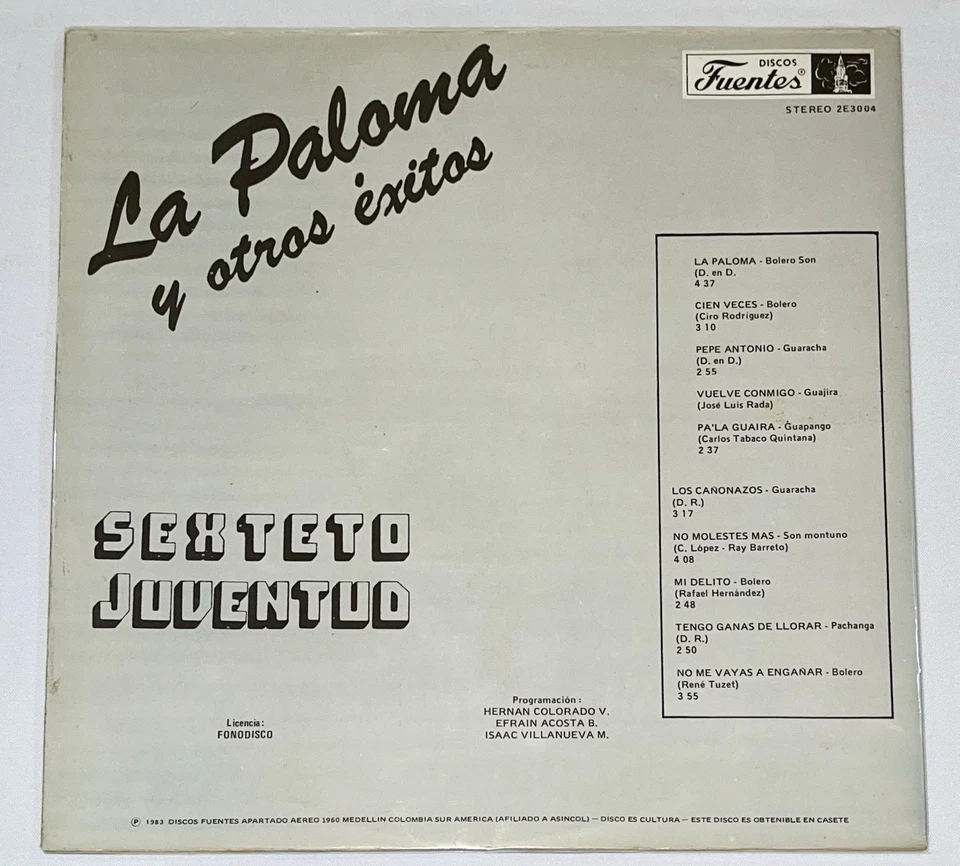 La Paloma
y otros éxitos
DISCOS
Fuentes®
STEREO 2E3004
LA PALOMA - Bolero Son
(D. en D.
4 37
CIEN VECES - Bolero
(Ciro Rodríguez)
3 10
PEPE ANTONIO - Guaracha
(D. en D.)
2 55
VUELVE CONMIGO - Guajira
(José Luis Rada)
PA'LA GUAIRA - Guapango
(Carlos Tabaco Quintana)
2 37
LOS CAÑONAZOS - Guaracha
(D. R.)
3 17
NO MOLESTES MAS - Son montuno
(C. López - Ray Barreto)
4 08
MI DELITO - Bolero
(Rafael Hernández)
2 48
TENGO GANAS DE LLORAR - Pachanga
(D. R.)
2 50
NO ME VAYAS A ENGAÑAR - Bolero
(René Tuzet)
3 55
SEXTETO
JUVENTUD
Licencia:
FONODISCO
Programación :
HERNAN COLORADO V.
EFRAIN ACOSTA B.
ISAAC VILLANUEVA M.
℗ 1983 DISCOS FUENTES APARTADO AEREO 1960 MEDELLIN COLOMBIA SUR AMERICA (AFILIADO A ASINCOL) — DISCO ES CULTURA — ESTE DISCO ES OBTENIBLE EN CASETE